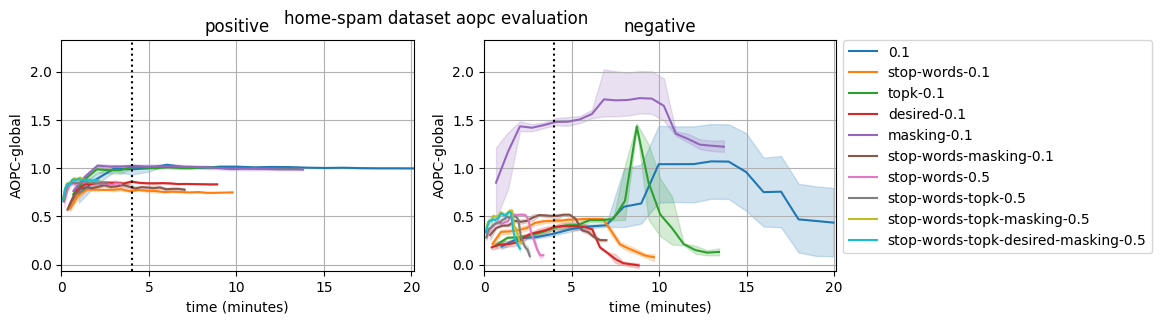 home-spam dataset aopc evaluation
positive
AOPC-global
2.0
1.5
1.0
0.5
0.0
0
5
10
15
20
time (minutes)
negative
AOPC-global
2.0
1.5
1.0
0.5
0.0
0
5
10
15
20
time (minutes)
0.1
stop-words-0.1
topk-0.1
desired-0.1
masking-0.1
stop-words-masking-0.1
stop-words-0.5
stop-words-topk-0.5
stop-words-topk-masking-0.5
stop-words-topk-desired-masking-0.5